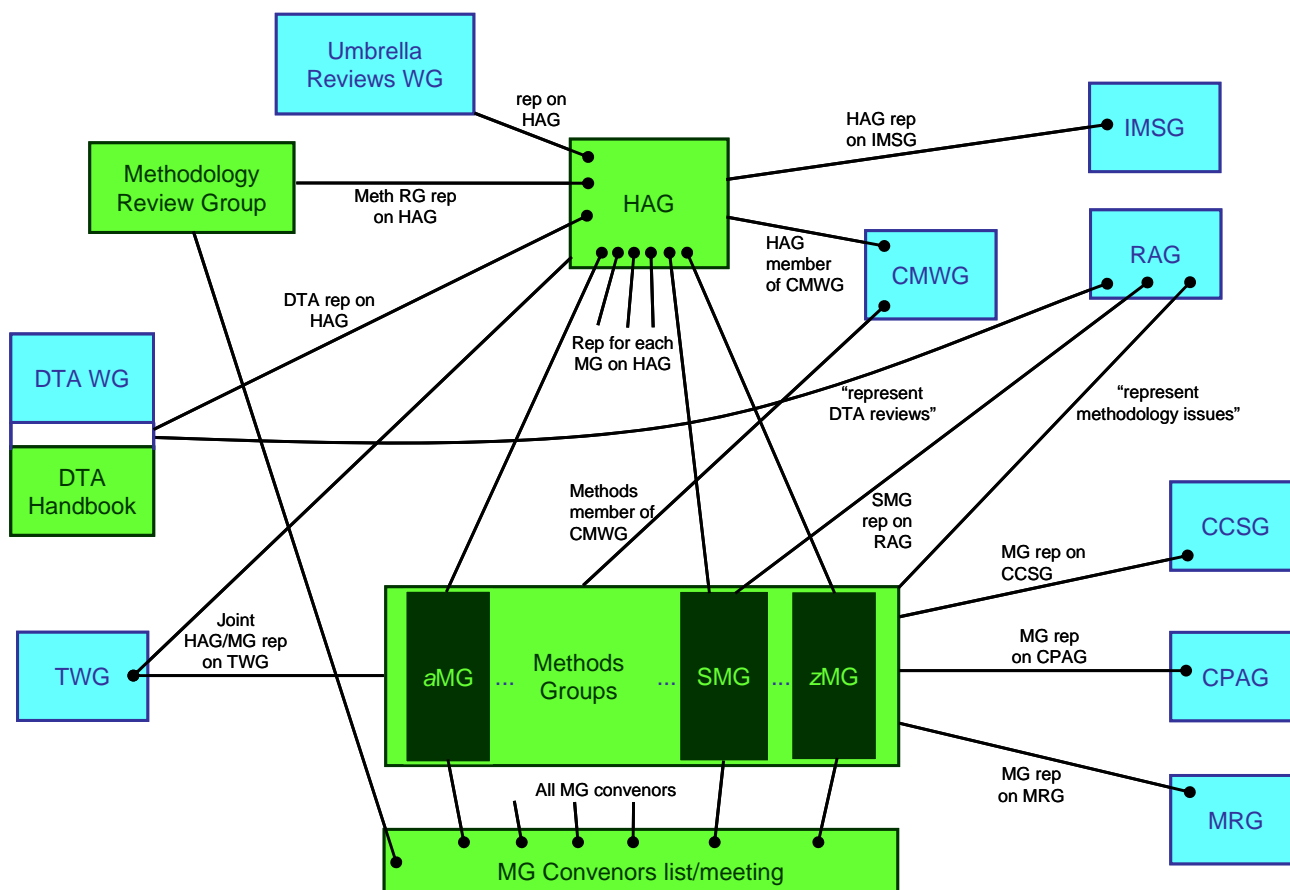 Umbrella
Reviews WG
rep on
HAG
HAG rep
on IMSG
IMSG
Methodology
Review Group
Meth RG rep
on HAG
HAG
HAG
member
of CMWG
CMWG
RAG
DTA rep on
HAG
Rep for each
MG on HAG
DTA WG
DTA
Handbook
“represent
DTA reviews”
“represent
methodology issues”
Methods
member of
CMWG
SMG
rep on
RAG
CCSG
MG rep on
CCSG
Joint
HAG/MG rep
on TWG
TWG
aMG
...
Methods
Groups
...
SMG
...
zMG
MG rep
on CPAG
CPAG
MG rep
on MRG
MRG
All MG convenors
MG Convenors list/meeting